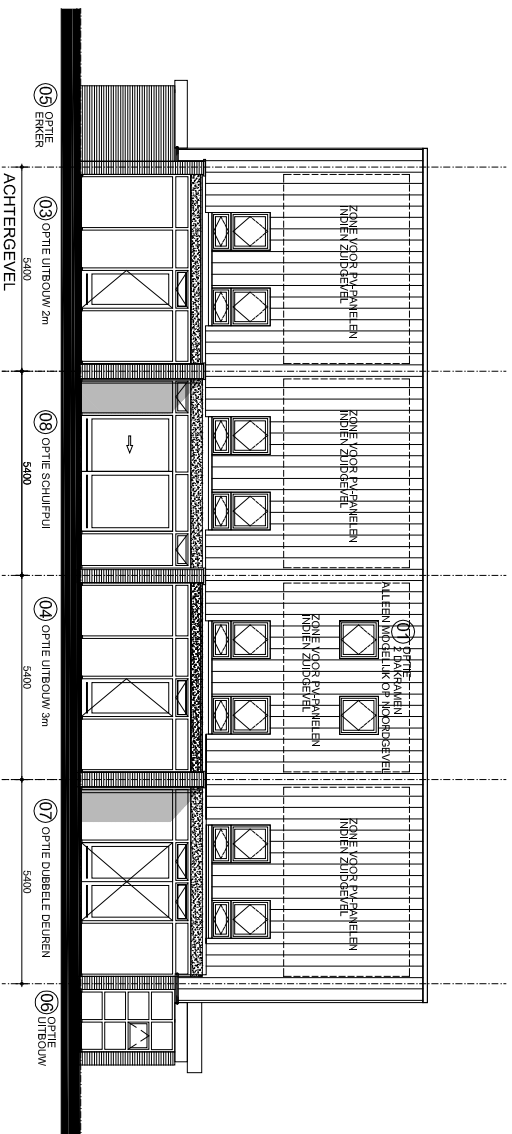 01 OPTIE
2 DAKRAMEN
ALLEEN MOGELIJK OP NOORDGEVEL
ZONE VOOR PV-PANELEN
INDIEN ZUIDGEVEL
ZONE VOOR PV-PANELEN
INDIEN ZUIDGEVEL
ZONE VOOR PV-PANELEN
INDIEN ZUIDGEVEL
ZONE VOOR PV-PANELEN
INDIEN ZUIDGEVEL
05 OPTIE
ERKER
03 OPTIE UITBOUW 2m
08 OPTIE SCHUIFPUI
04 OPTIE UITBOUW 3m
07 OPTIE DUBBELE DEUREN
06 OPTIE
UITBOUW
5400
5400
5400
5400
ACHTERGEVEL